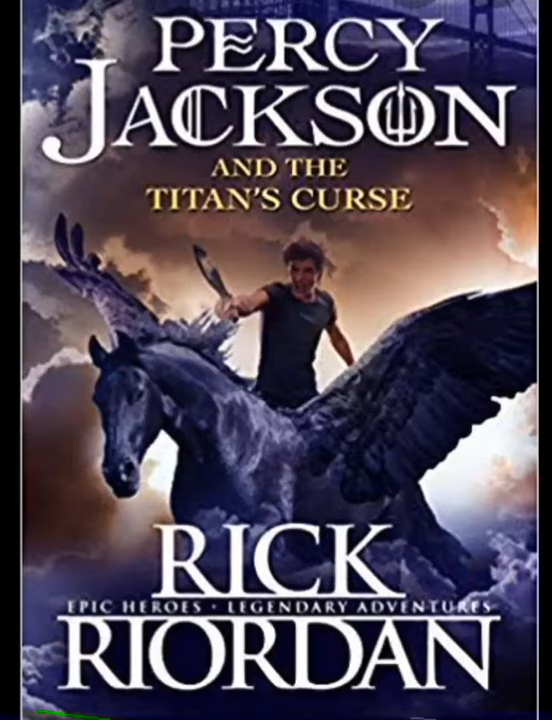 PERCY
JACKSON
AND THE
TITAN'S CURSE
RICK
EPIC HEROES · LEGENDARY ADVENTURES
RIORDAN